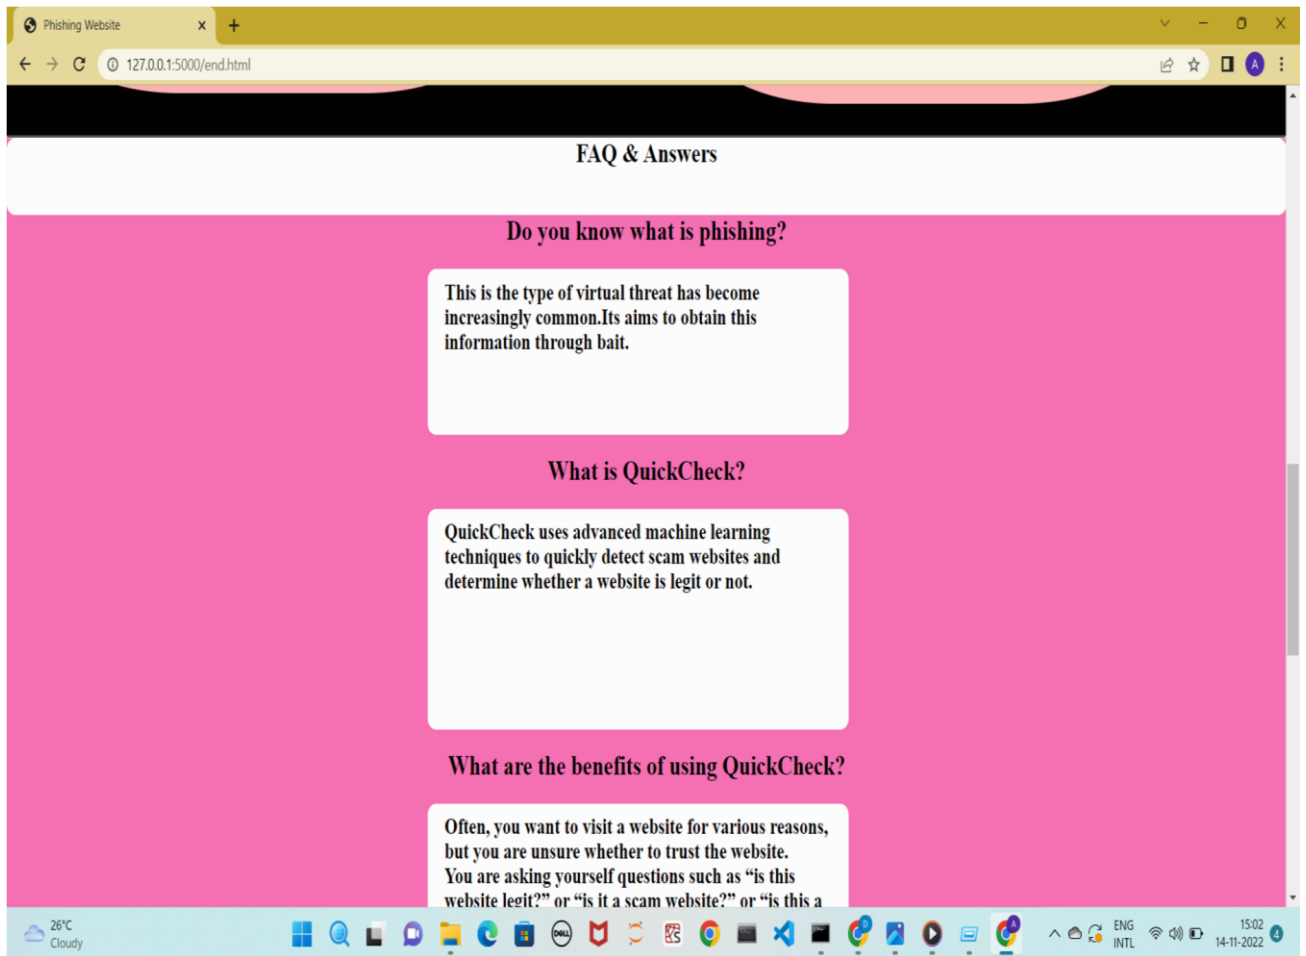 Phishing Website
127.0.0.1:5000/end.html
A
FAQ & Answers
Do you know what is phishing?
This is the type of virtual threat has become
increasingly common.Its aims to obtain this
information through bait.
What is QuickCheck?
QuickCheck uses advanced machine learning
techniques to quickly detect scam websites and
determine whether a website is legit or not.
What are the benefits of using QuickCheck?
Often, you want to visit a website for various reasons,
but you are unsure whether to trust the website.
You are asking yourself questions such as “is this
website legit?” or “is it a scam website?” or “is this a
26°C
Cloudy
DELL
D
A
ENG
INTL
15:02
14-11-2022
4